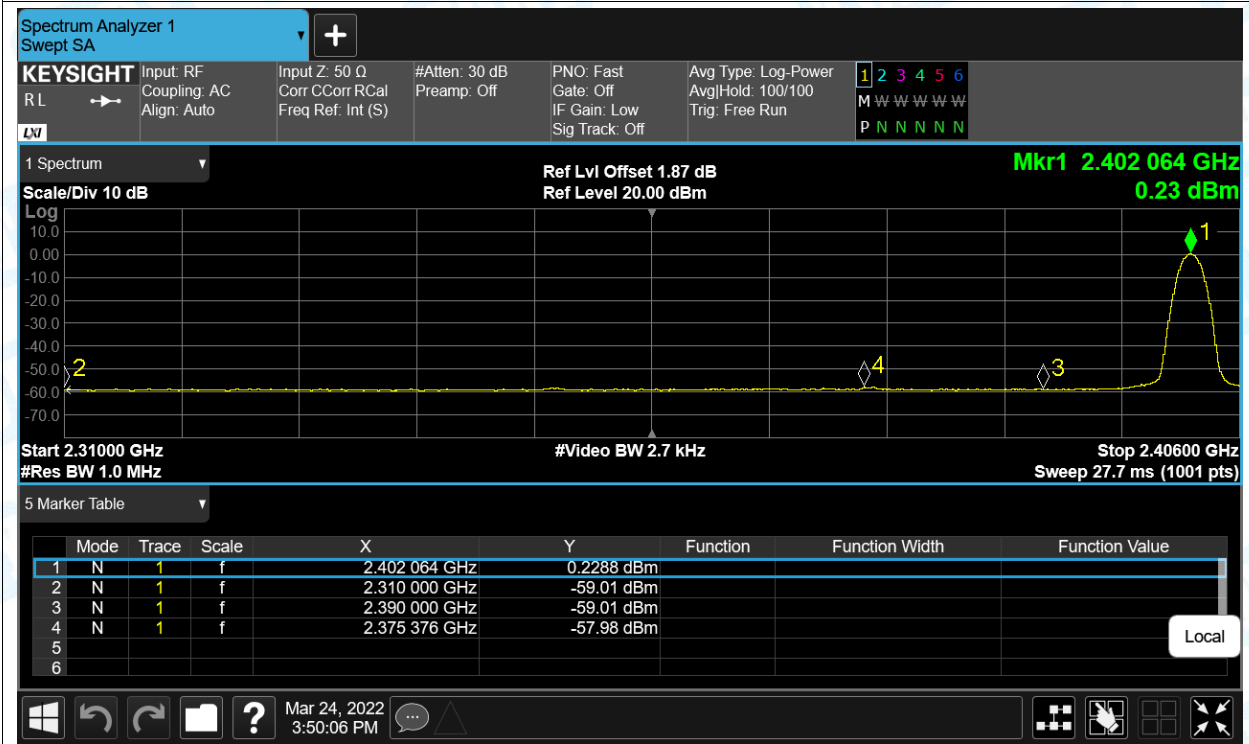 Spectrum Analyzer 1
Swept SA
KEYSIGHT
R L
LXI
Input: RF
Coupling: AC
Align: Auto
Input Z: 50 Ω
Corr CCorr RCal
Freq Ref: Int (S)
#Atten: 30 dB
Preamp: Off
PNO: Fast
Gate: Off
IF Gain: Low
Sig Track: Off
Avg Type: Log-Power
Avg|Hold: 100/100
Trig: Free Run
1 2 3 4 5 6
M W W W W W
P N N N N N
1 Spectrum
Scale/Div 10 dB
Log
Ref Lvl Offset 1.87 dB
Ref Level 20.00 dBm
Mkr1 2.402 064 GHz
0.23 dBm
10.0
0.00
-10.0
-20.0
-30.0
-40.0
-50.0
-60.0
-70.0
1
2
4
3
Start 2.31000 GHz
#Res BW 1.0 MHz
#Video BW 2.7 kHz
Stop 2.40600 GHz
Sweep 27.7 ms (1001 pts)
5 Marker Table
Mode Trace Scale X Y Function Function Width Function Value
1 N 1 f 2.402 064 GHz 0.2288 dBm
2 N 1 f 2.310 000 GHz -59.01 dBm
3 N 1 f 2.390 000 GHz -59.01 dBm
4 N 1 f 2.375 376 GHz -57.98 dBm
5
6
Local
?
Mar 24, 2022
3:50:06 PM